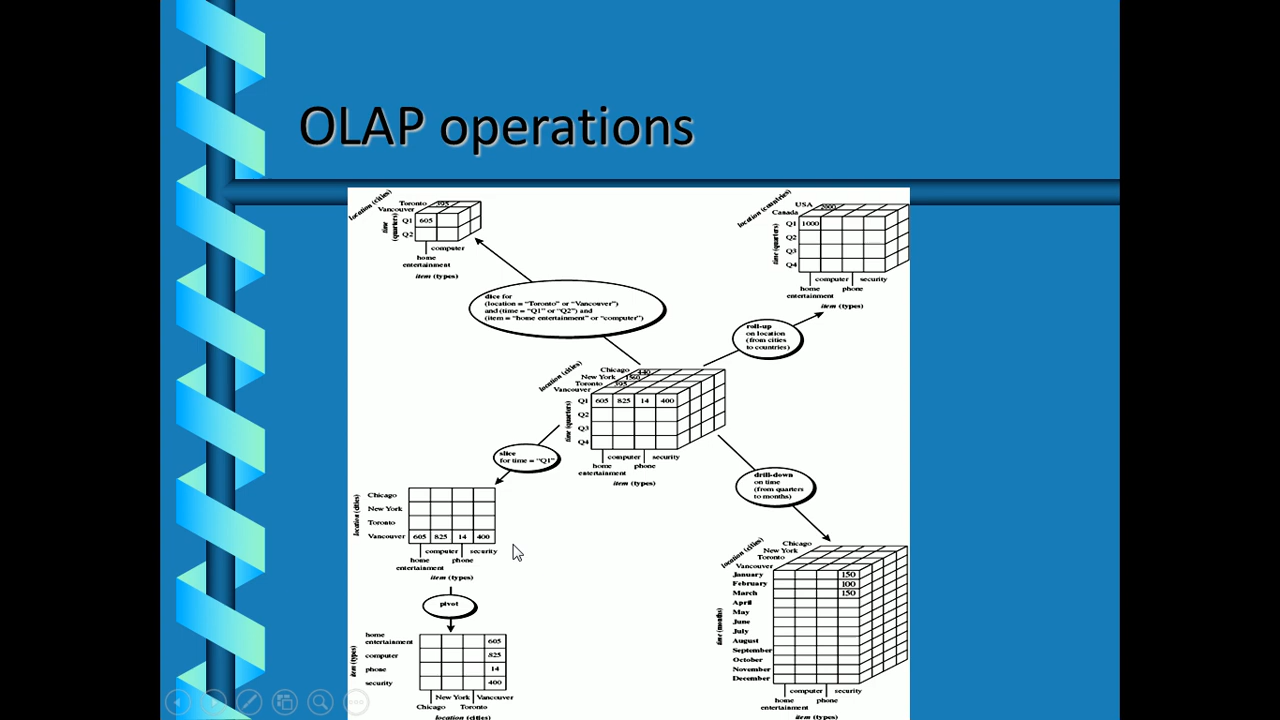 OLAP operations
location (cities)
Toronto 395
Vancouver
time (quarters)
Q1 605
Q2
computer
home
entertainment
item (types)
location (countries)
USA 2000
Canada
time (quarters)
Q1 1000
Q2
Q3
Q4
computer security
home phone
entertainment
item (types)
dice for
(location = "Toronto" or "Vancouver")
and (time = "Q1" or "Q2") and
(item = "home entertainment" or "computer")
roll-up
on location
(from cities
to countries)
location (cities)
Chicago 440
New York 1560
Toronto 395
Vancouver
time (quarters)
Q1 605 825 14 400
Q2
Q3
Q4
computer security
home phone
entertainment
item (types)
slice
for time = "Q1"
drill-down
on time
(from quarters
to months)
location (cities)
Chicago
New York
Toronto
Vancouver 605 825 14 400
computer security
home phone
entertainment
item (types)
pivot
item (types)
home
entertainment 605
computer 825
phone 14
security 400
New York Vancouver
Chicago Toronto
location (cities)
location (cities)
Chicago
New York
Toronto
Vancouver
time (months)
January 150
February 100
March 150
April
May
June
July
August
September
October
November
December
computer security
home phone
entertainment
item (types)